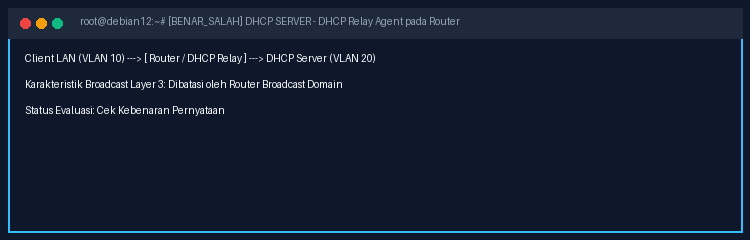 root@debian12:~# [BENAR_SALAH] DHCP SERVER - DHCP Relay Agent pada Router
Client LAN (VLAN 10) ---> [ Router / DHCP Relay ] ---> DHCP Server (VLAN 20)
Karakteristik Broadcast Layer 3: Dibatasi oleh Router Broadcast Domain
Status Evaluasi: Cek Kebenaran Pernyataan